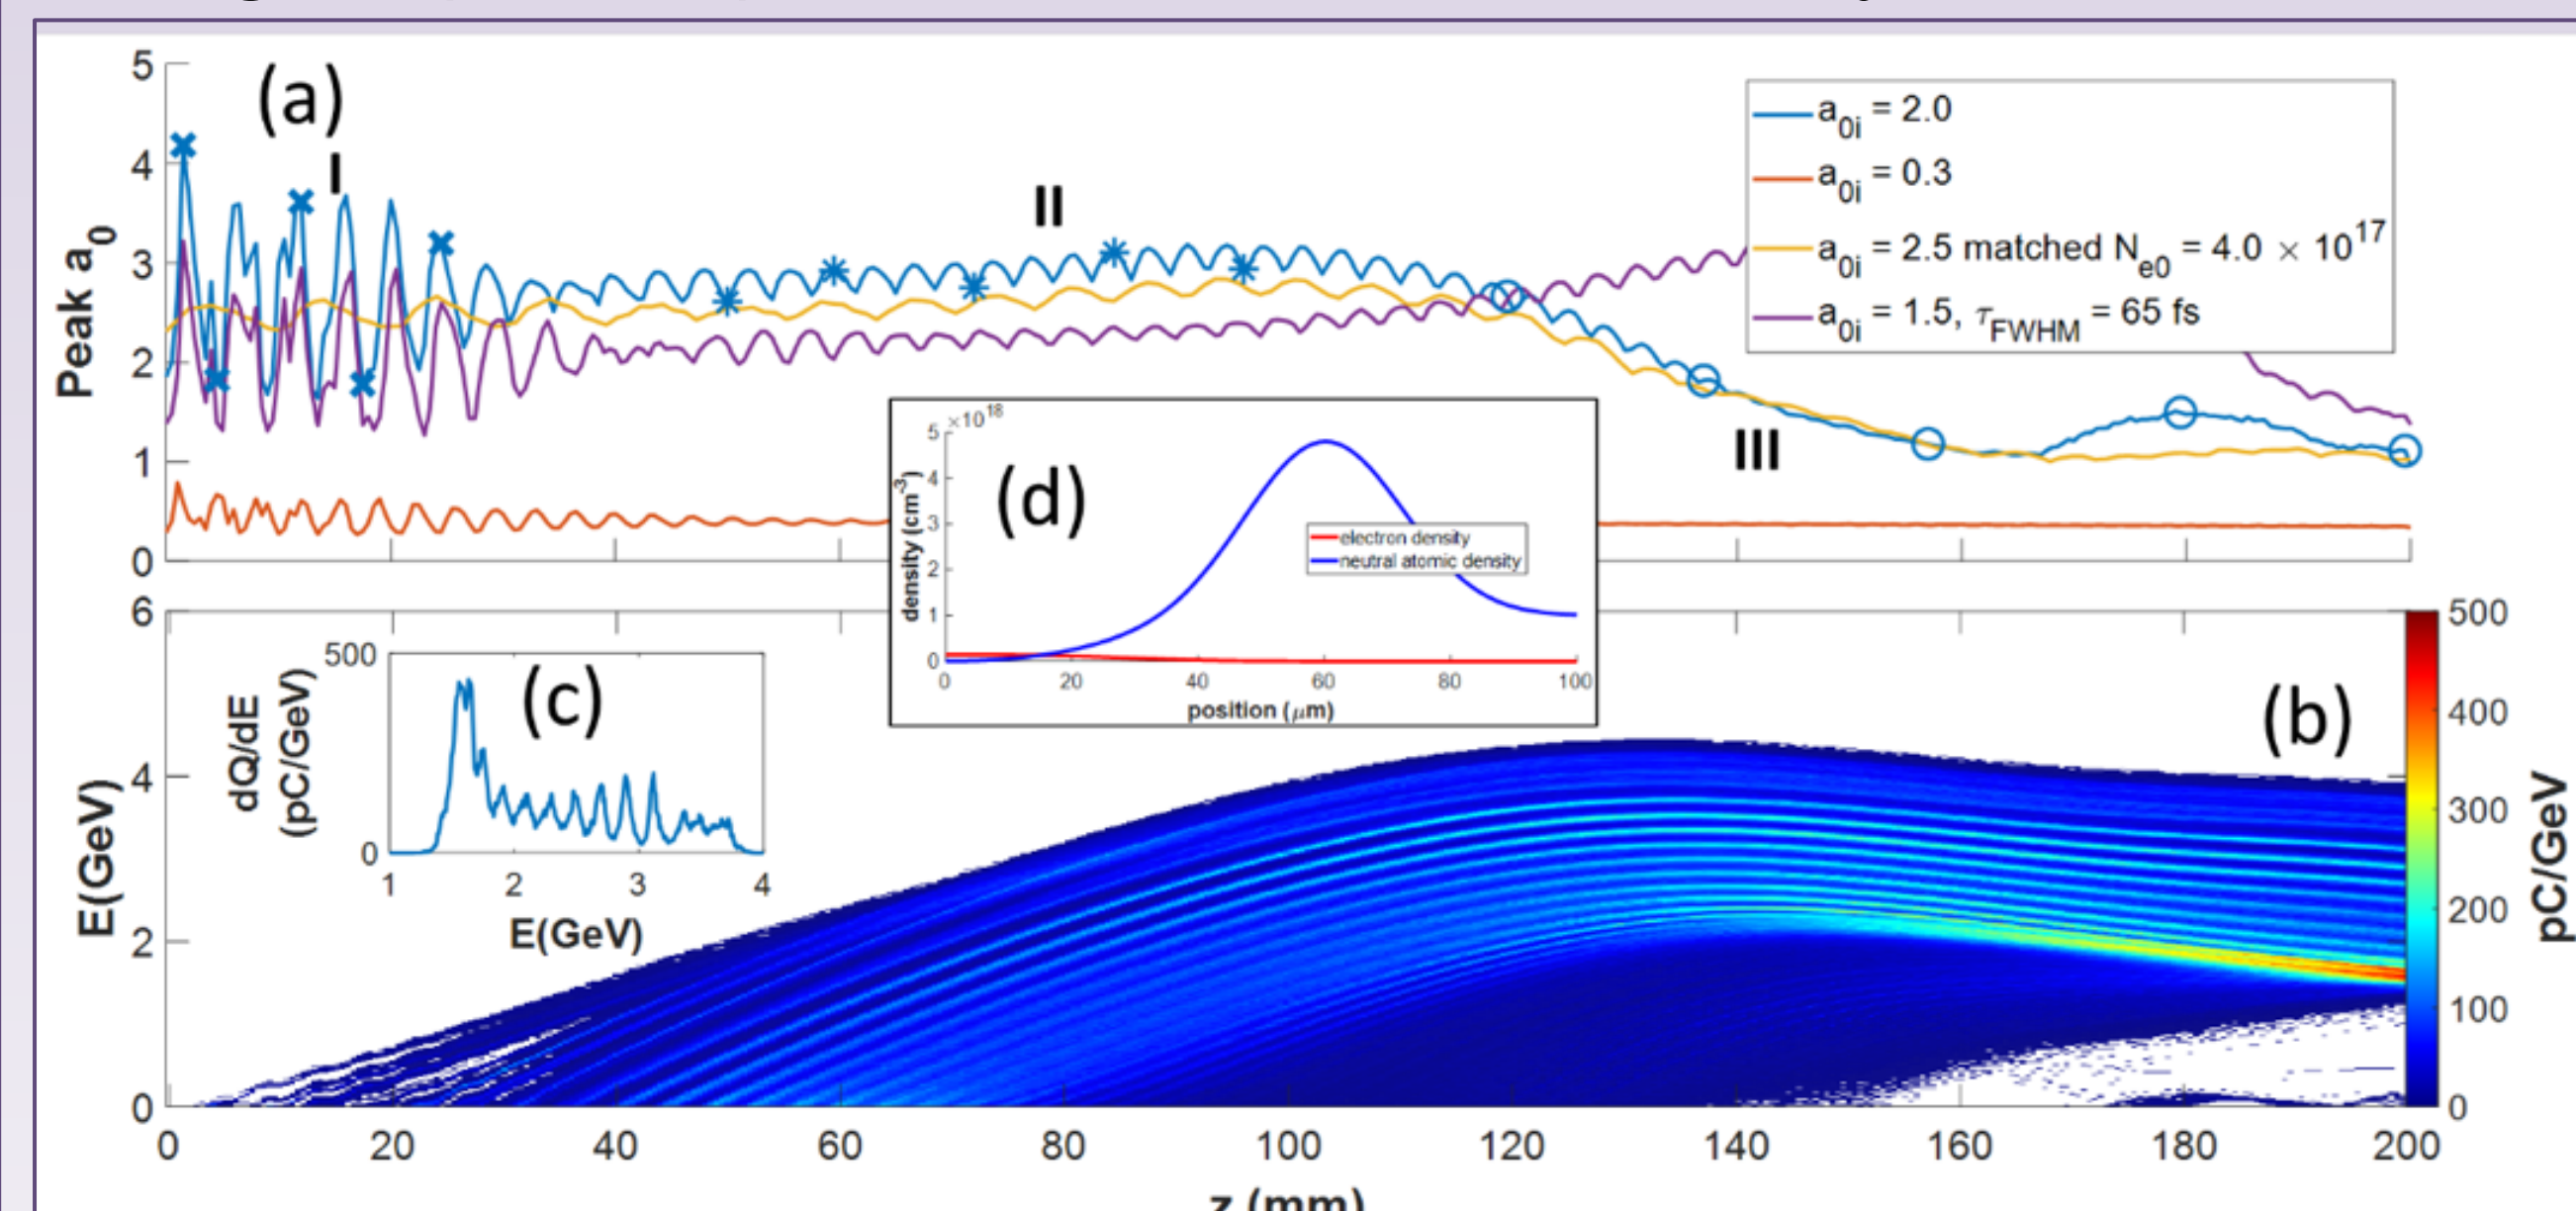 (a)
I
II
III
Peak a0
5
4
3
2
1
0
a0i = 2.0
a0i = 0.3
a0i = 2.5 matched Ne0 = 4.0 × 10^17
a0i = 1.5, τFWHM = 65 fs
(d)
×10^18
5
4
3
2
1
0
density (cm^-3)
electron density
neutral atomic density
0 20 40 60 80 100
position (μm)
(b)
6
4
2
0
E(GeV)
(c)
500
0
dQ/dE
(pC/GeV)
1 2 3 4
E(GeV)
500
400
300
200
100
0
pC/GeV
0 20 40 60 80 100 120 140 160 180 200
z (mm)